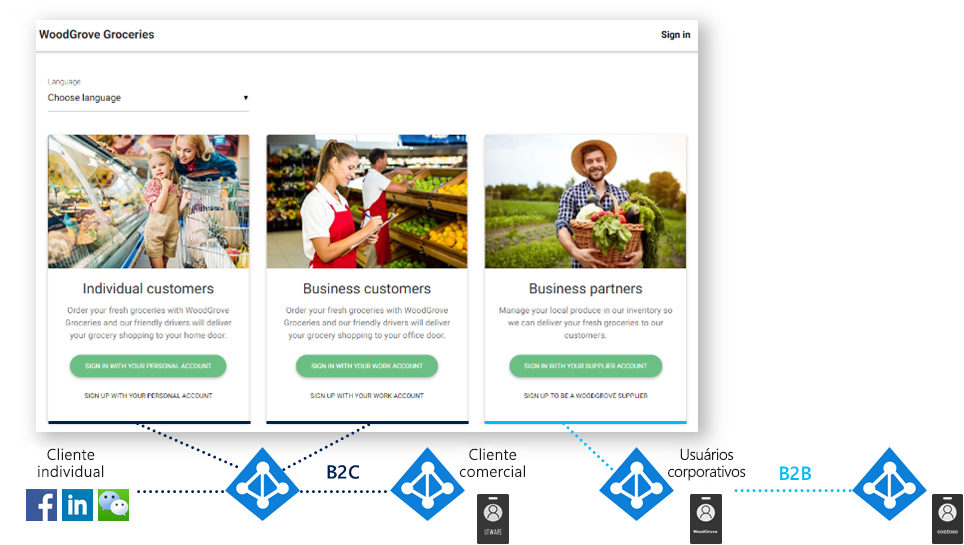 WoodGrove Groceries
Sign in
Language
Choose language
Individual customers
Order your fresh groceries with WoodGrove
Groceries and our friendly drivers will deliver
your grocery shopping to your home door.
SIGN IN WITH YOUR PERSONAL ACCOUNT
SIGN UP WITH YOUR PERSONAL ACCOUNT
Business customers
Order your fresh groceries with WoodGrove
Groceries and our friendly drivers will deliver
your grocery shopping to your office door.
SIGN IN WITH YOUR WORK ACCOUNT
SIGN UP WITH YOUR WORK ACCOUNT
Business partners
Manage your local produce in our inventory so
we can deliver your fresh groceries to our
customers.
SIGN IN WITH YOUR SUPPLIER ACCOUNT
SIGN UP TO BE A WOODGROVE SUPPLIER
Cliente
individual
B2C
Cliente
comercial
Usuários
corporativos
B2B
f
in
WoodGrove
contoso